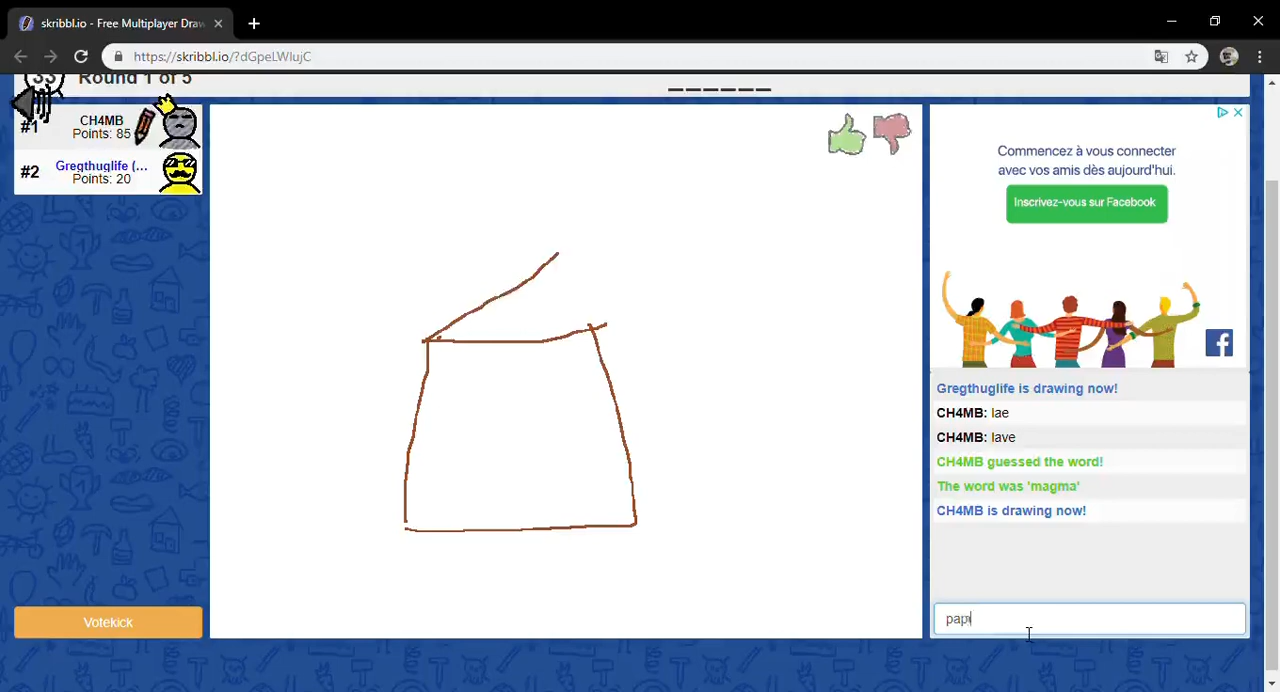 skribbl.io - Free Multiplayer Draw
https://skribbl.io/?dGpeLWlujC
33
Round 1 of 5
______
#1
CH4MB
Points: 85
#2
Gregthuglife (...
Points: 20
Votekick
Commencez à vous connecter
avec vos amis dès aujourd'hui.
Inscrivez-vous sur Facebook
Gregthuglife is drawing now!
CH4MB: lae
CH4MB: lave
CH4MB guessed the word!
The word was 'magma'
CH4MB is drawing now!